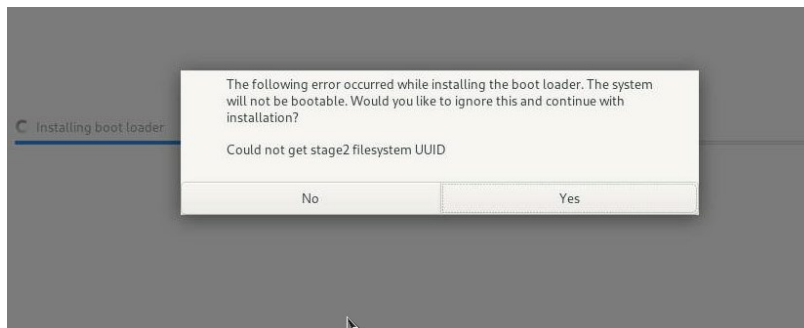 The following error occurred while installing the boot loader. The system
will not be bootable. Would you like to ignore this and continue with
installation?
Installing boot loader
Could not get stage2 filesystem UUID
No
Yes